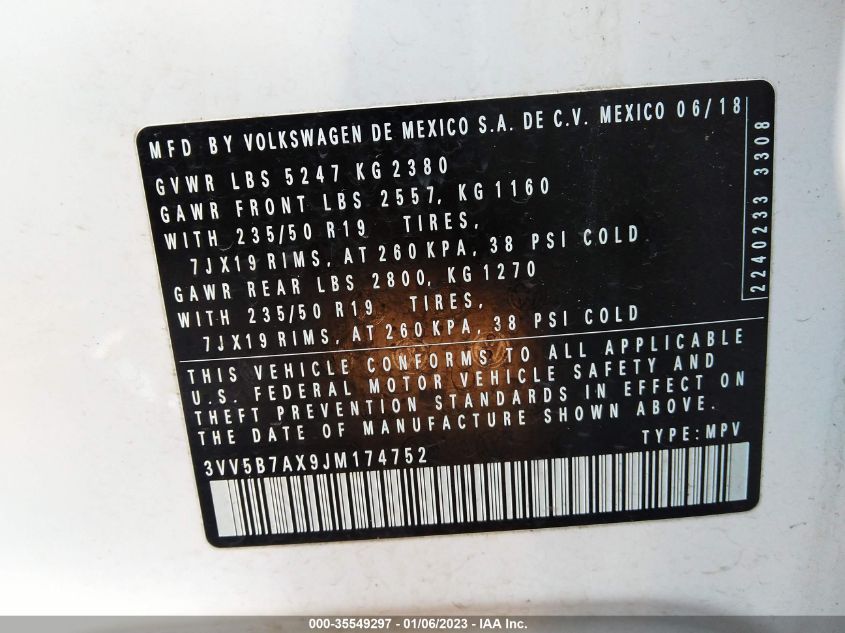 MFD BY VOLKSWAGEN DE MEXICO S.A. DE C.V. MEXICO 06/18
GVWR LBS 5247 KG 2380
GAWR FRONT LBS 2557, KG 1160
WITH 235/50 R19 TIRES,
7JX19 RIMS, AT 260 KPA, 38 PSI COLD
GAWR REAR LBS 2800, KG 1270
WITH 235/50 R19 TIRES,
7JX19 RIMS, AT 260 KPA, 38 PSI COLD
2240233 3308
THIS VEHICLE CONFORMS TO ALL APPLICABLE
U.S. FEDERAL MOTOR VEHICLE SAFETY AND
THEFT PREVENTION STANDARDS IN EFFECT ON
THE DATE OF MANUFACTURE SHOWN ABOVE.
3VV5B7AX9JM174752 TYPE:MPV
000-35549297 - 01/06/2023 - IAA Inc.